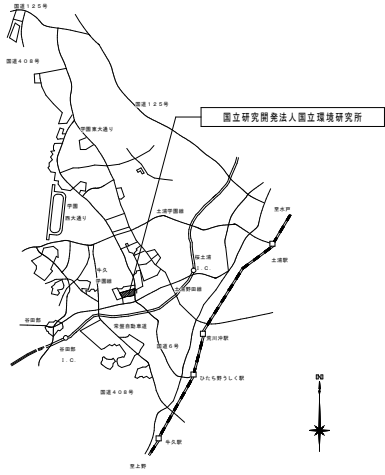 国道125号
国道408号
国道125号
国立研究開発法人国立環境研究所
学園東大通り
学園
西大通り
土浦学園線
至水戸
土浦駅
桜土浦
I.C.
牛久
学園線
土浦野田線
谷田部
常磐自動車道
谷田部
I.C.
国道6号
荒川沖駅
ひたち野うしく駅
国道408号
N
牛久駅
至上野